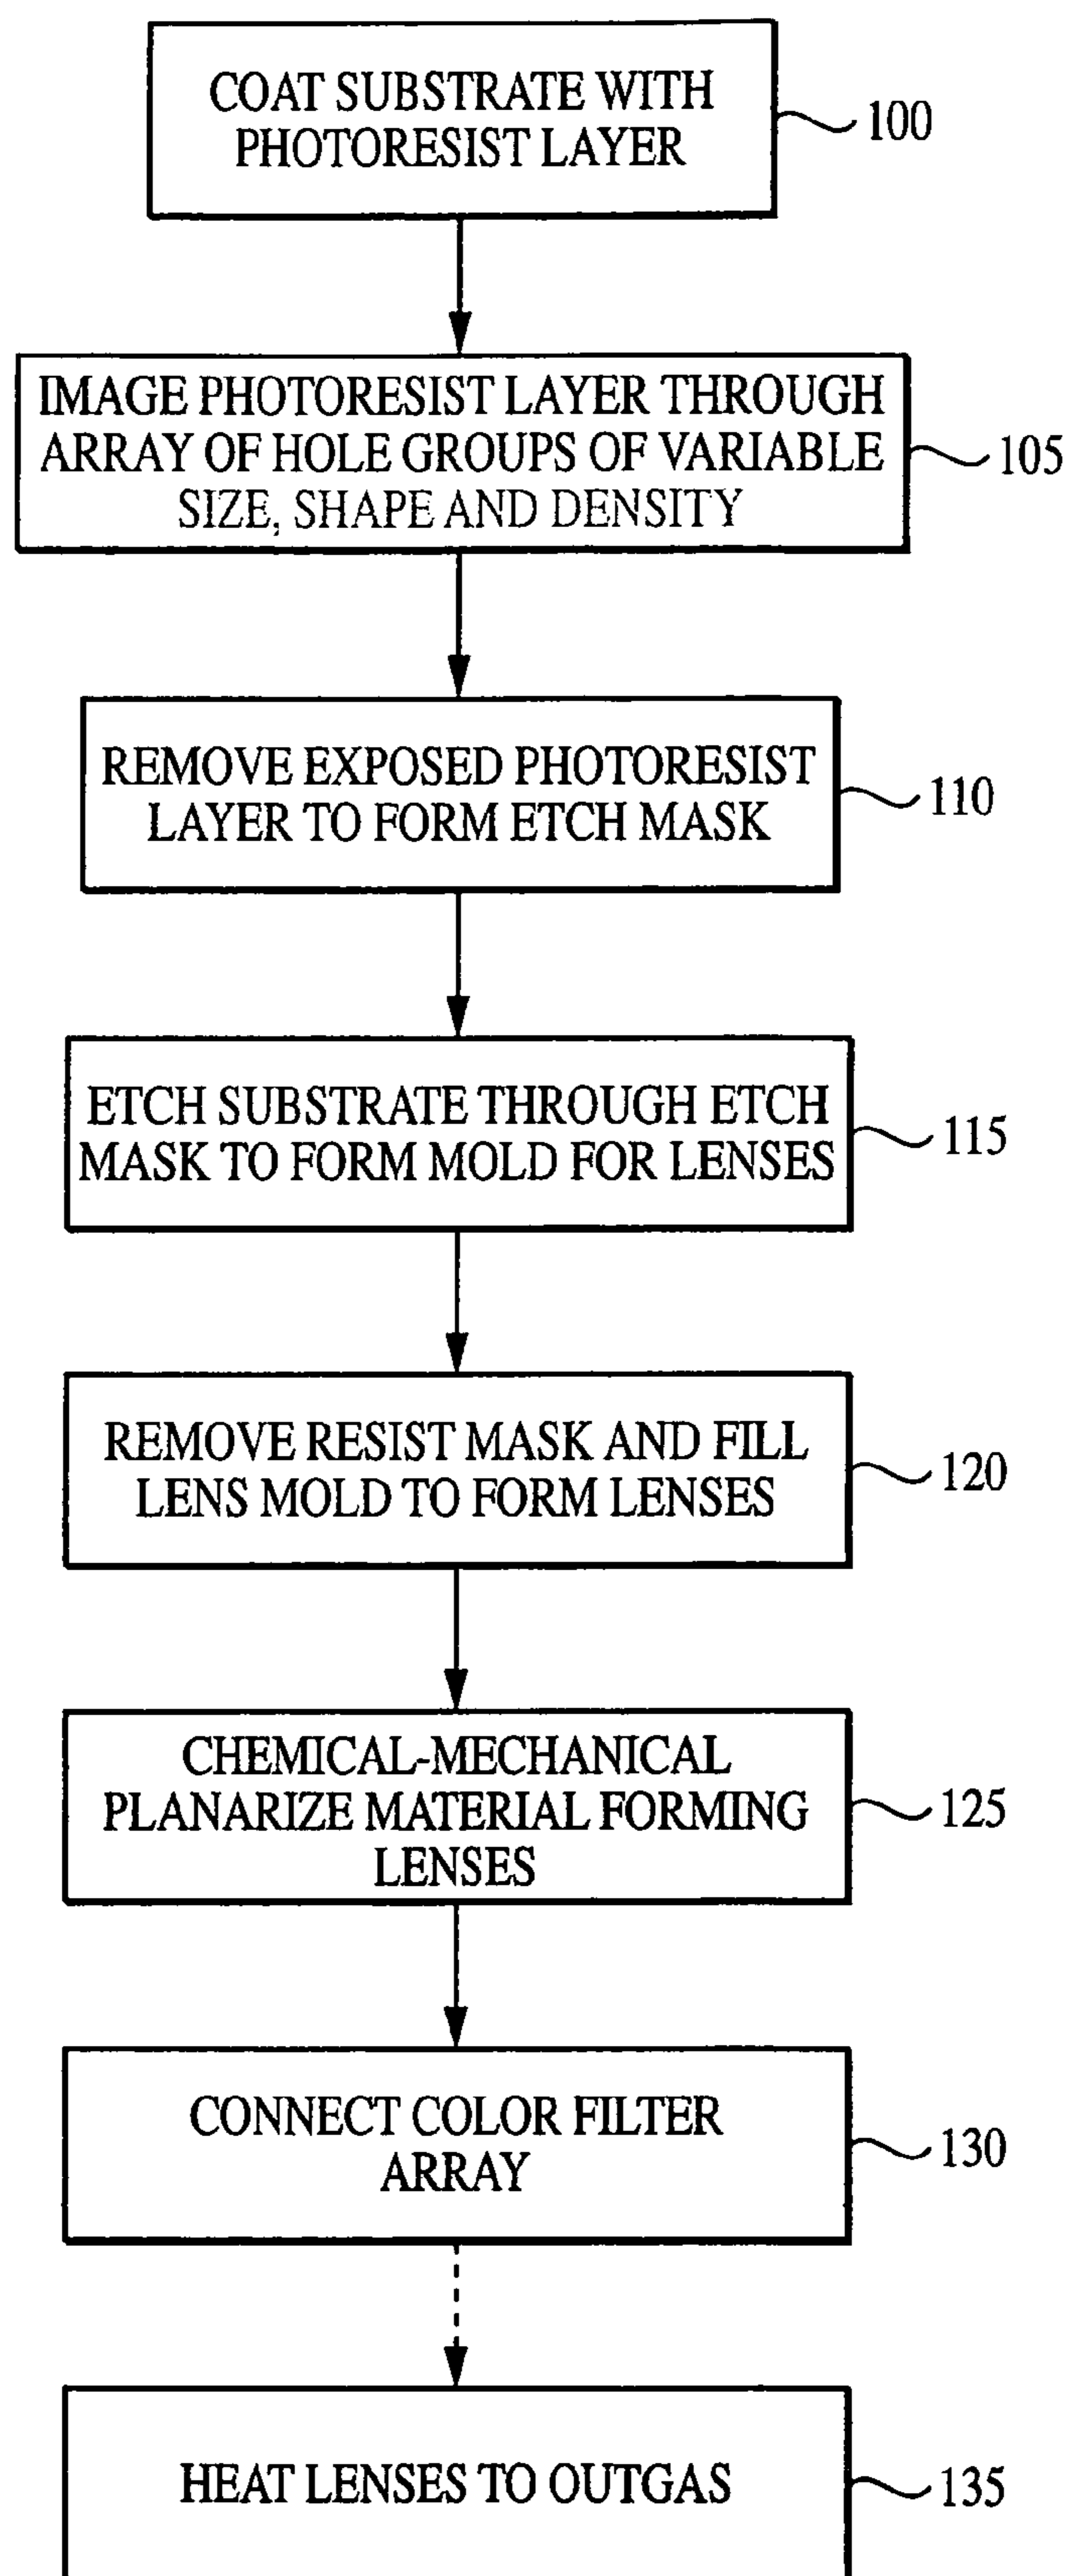 COAT SUBSTRATE WITH
PHOTORESIST LAYER
100
IMAGE PHOTORESIST LAYER THROUGH
ARRAY OF HOLE GROUPS OF VARIABLE
SIZE, SHAPE AND DENSITY
105
REMOVE EXPOSED PHOTORESIST
LAYER TO FORM ETCH MASK
110
ETCH SUBSTRATE THROUGH ETCH
MASK TO FORM MOLD FOR LENSES
115
REMOVE RESIST MASK AND FILL
LENS MOLD TO FORM LENSES
120
CHEMICAL-MECHANICAL
PLANARIZE MATERIAL FORMING
LENSES
125
CONNECT COLOR FILTER
ARRAY
130
HEAT LENSES TO OUTGAS
135